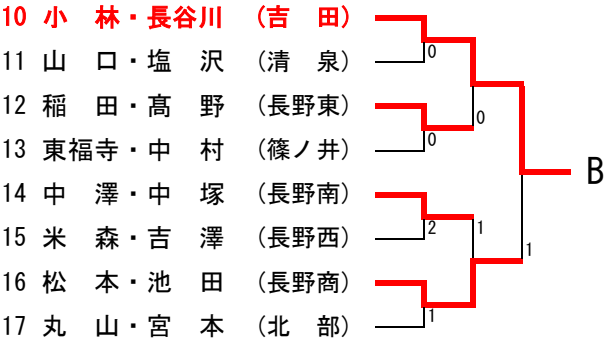 10 小 林・長谷川 (吉 田)
11 山 口・塩 沢 (清 泉)
12 稲 田・髙 野 (長野東)
13 東福寺・中 村 (篠ノ井)
14 中 澤・中 塚 (長野南)
15 米 森・吉 澤 (長野西)
16 松 本・池 田 (長野商)
17 丸 山・宮 本 (北 部)
0
0
0
2
1
1
1
B